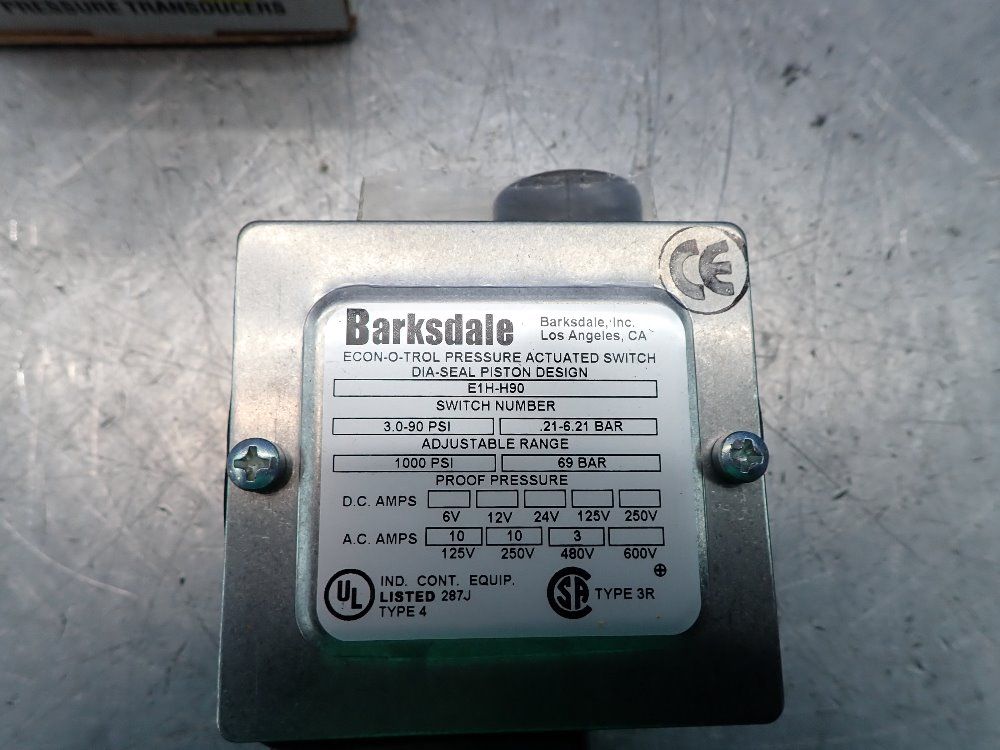 PRESSURE TRANSDUCERS
CE
Barksdale
Barksdale, Inc.
Los Angeles, CA
ECON-O-TROL PRESSURE ACTUATED SWITCH
DIA-SEAL PISTON DESIGN
E1H-H90
SWITCH NUMBER
3.0-90 PSI .21-6.21 BAR
ADJUSTABLE RANGE
1000 PSI 69 BAR
PROOF PRESSURE
D.C. AMPS
6V 12V 24V 125V 250V
A.C. AMPS 10 10 3
125V 250V 480V 600V
UL
IND. CONT. EQUIP.
LISTED 287J
TYPE 4
SA
TYPE 3R